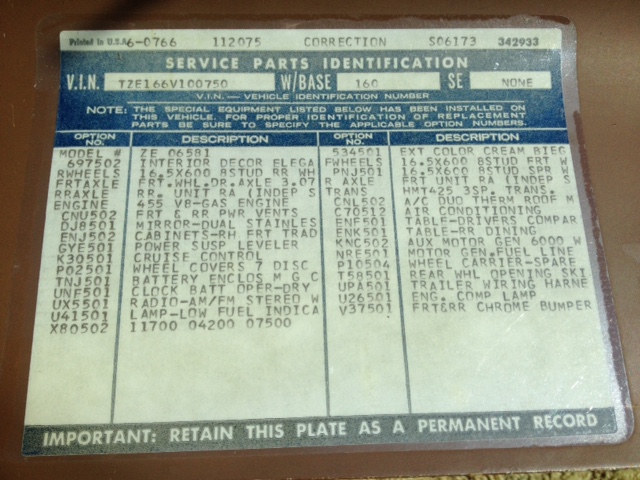 Printed in U.S.A. 6-0766 112075 CORRECTION S06173 342933
SERVICE PARTS IDENTIFICATION
V.I.N. TZE166V100750 W/BASE 160 SE NONE
V.I.N. — VEHICLE IDENTIFICATION NUMBER
NOTE: THE SPECIAL EQUIPMENT LISTED BELOW HAS BEEN INSTALLED ON
THIS VEHICLE. FOR PROPER IDENTIFICATION OF REPLACEMENT
PARTS BE SURE TO SPECIFY THE APPLICABLE OPTION NUMBERS.
OPTION NO. DESCRIPTION
MODEL # ZE 06581
697502 INTERIOR DECOR ELEGA
RWHEELS 16.5X600 8STUD RR WH
FRTAXLE FRT.WHL.DR.AXLE 3.07
RRAXLE RR. UNIT RA (INDEP S
ENGINE 455 V8-GAS ENGINE
CNU502 FRT & RR PWR VENTS
DJ8501 MIRROR-DUAL STAINLES
ENJ502 CABINETS-RH FRT TRAD
GYE501 POWER SUSP LEVELER
K30501 CRUISE CONTROL
P02501 WHEEL COVERS 7 DISC
TNJ501 BATTERY ENCLOS M G C
UNF501 CLOCK BATT OPER-DRY
UX5501 RADIO-AM/FM STEREO W
U41501 LAMP-LOW FUEL INDICA
X80502 11700 04200 07500
OPTION NO. DESCRIPTION
534501 EXT COLOR CREAM BIEG
FWHEELS 16.5X600 8STUD FRT W
PNJ501 16.5X600 8STUD SPR W
R AXLE FRT UNIT RA (INDEP S
TRANS HMT425 3SP. TRANS.
CNL502 A/C DUO THERM ROOF M
C70512 AIR CONDITIONING
ENE501 TABLE-DRIVERS COMPAR
ENK501 TABLE-RR DINING
KNC502 AUX MOTOR GEN 6000 W
NRE501 MOTOR GEN.FUEL LINE
P10504 WHEEL CARRIER-SPARE
T58501 REAR WHL OPENING SKI
UPA501 TRAILER WIRING HARNE
U26501 ENG. COMP LAMP
V37501 FRT&RR CHROME BUMPER
IMPORTANT: RETAIN THIS PLATE AS A PERMANENT RECORD